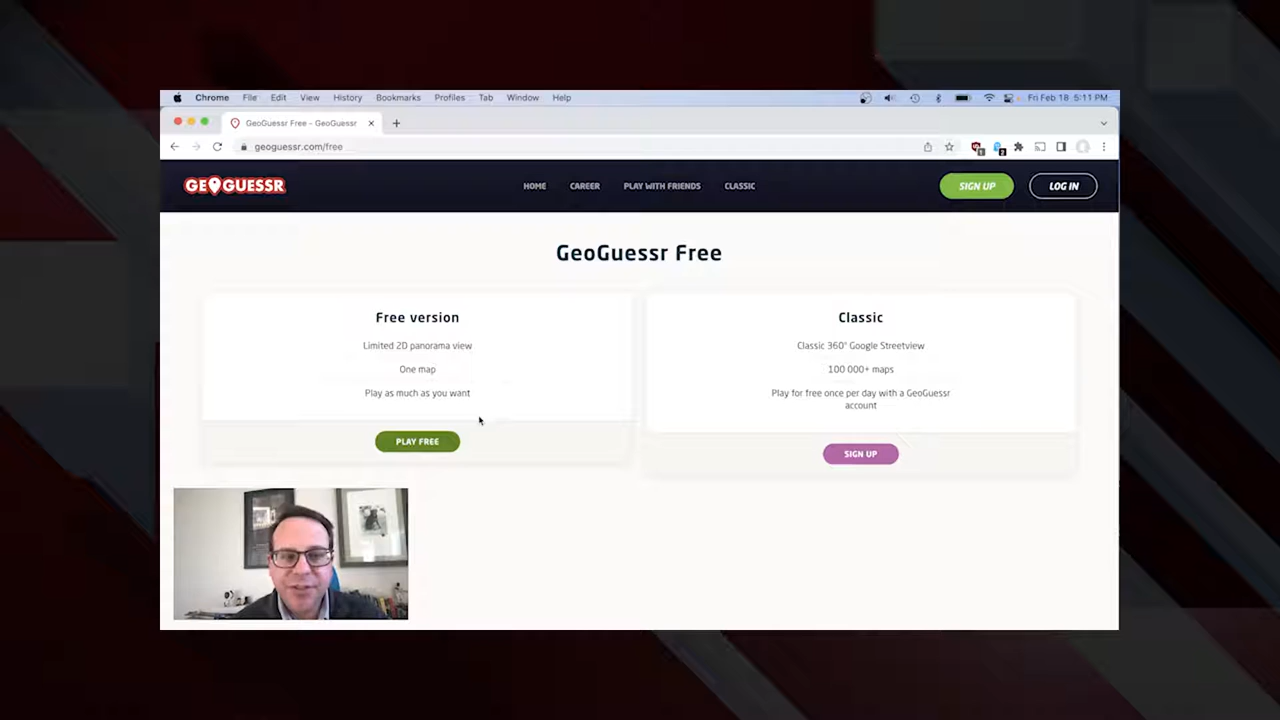 Chrome File Edit View History Bookmarks Profiles Tab Window Help Fri Feb 18 5:11 PM
GeoGuessr Free - GeoGuessr
geoguessr.com/free
GEOGUESSR HOME CAREER PLAY WITH FRIENDS CLASSIC SIGN UP LOG IN
GeoGuessr Free
Free version
Limited 2D panorama view
One map
Play as much as you want
PLAY FREE
Classic
Classic 360° Google Streetview
100 000+ maps
Play for free once per day with a GeoGuessr
account
SIGN UP